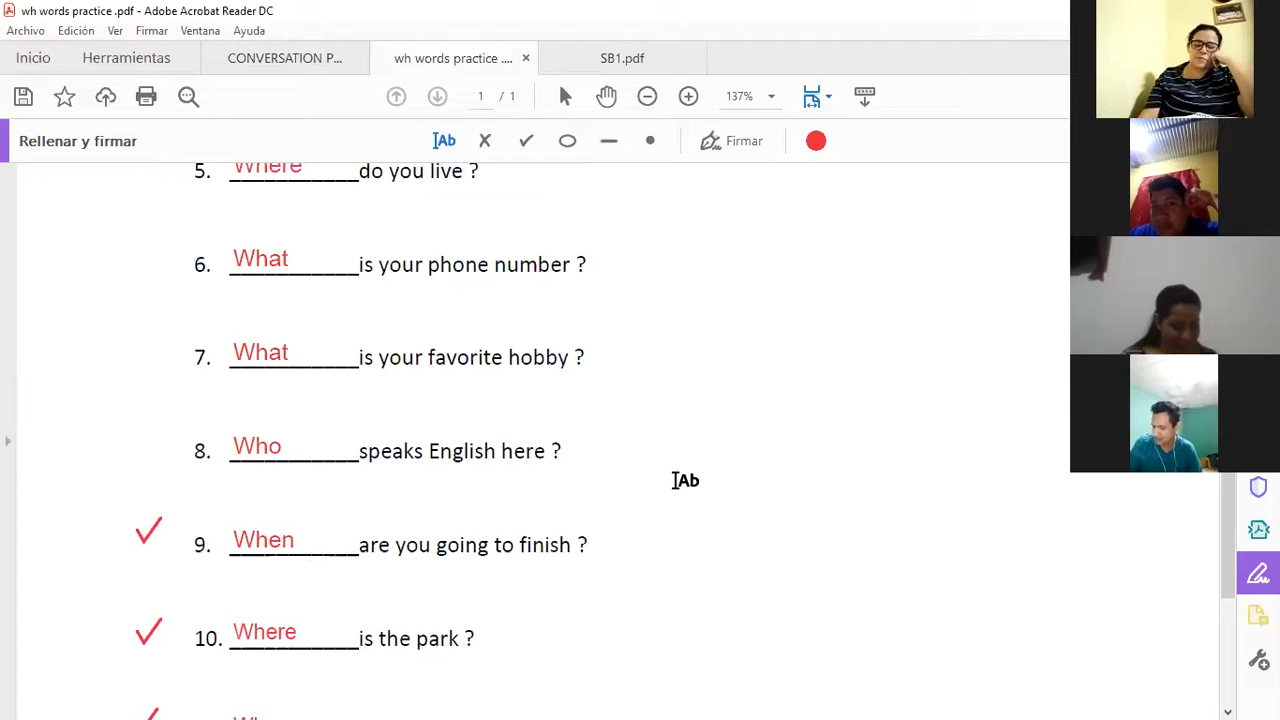 wh words practice .pdf - Adobe Acrobat Reader DC
Archivo Edición Ver Firmar Ventana Ayuda
Inicio Herramientas CONVERSATION P... wh words practice .... × SB1.pdf
1 / 1 137%
Rellenar y firmar Ab Firmar
5. Where do you live ?
6. What is your phone number ?
7. What is your favorite hobby ?
8. Who speaks English here ?
Ab
9. When are you going to finish ?
10. Where is the park ?